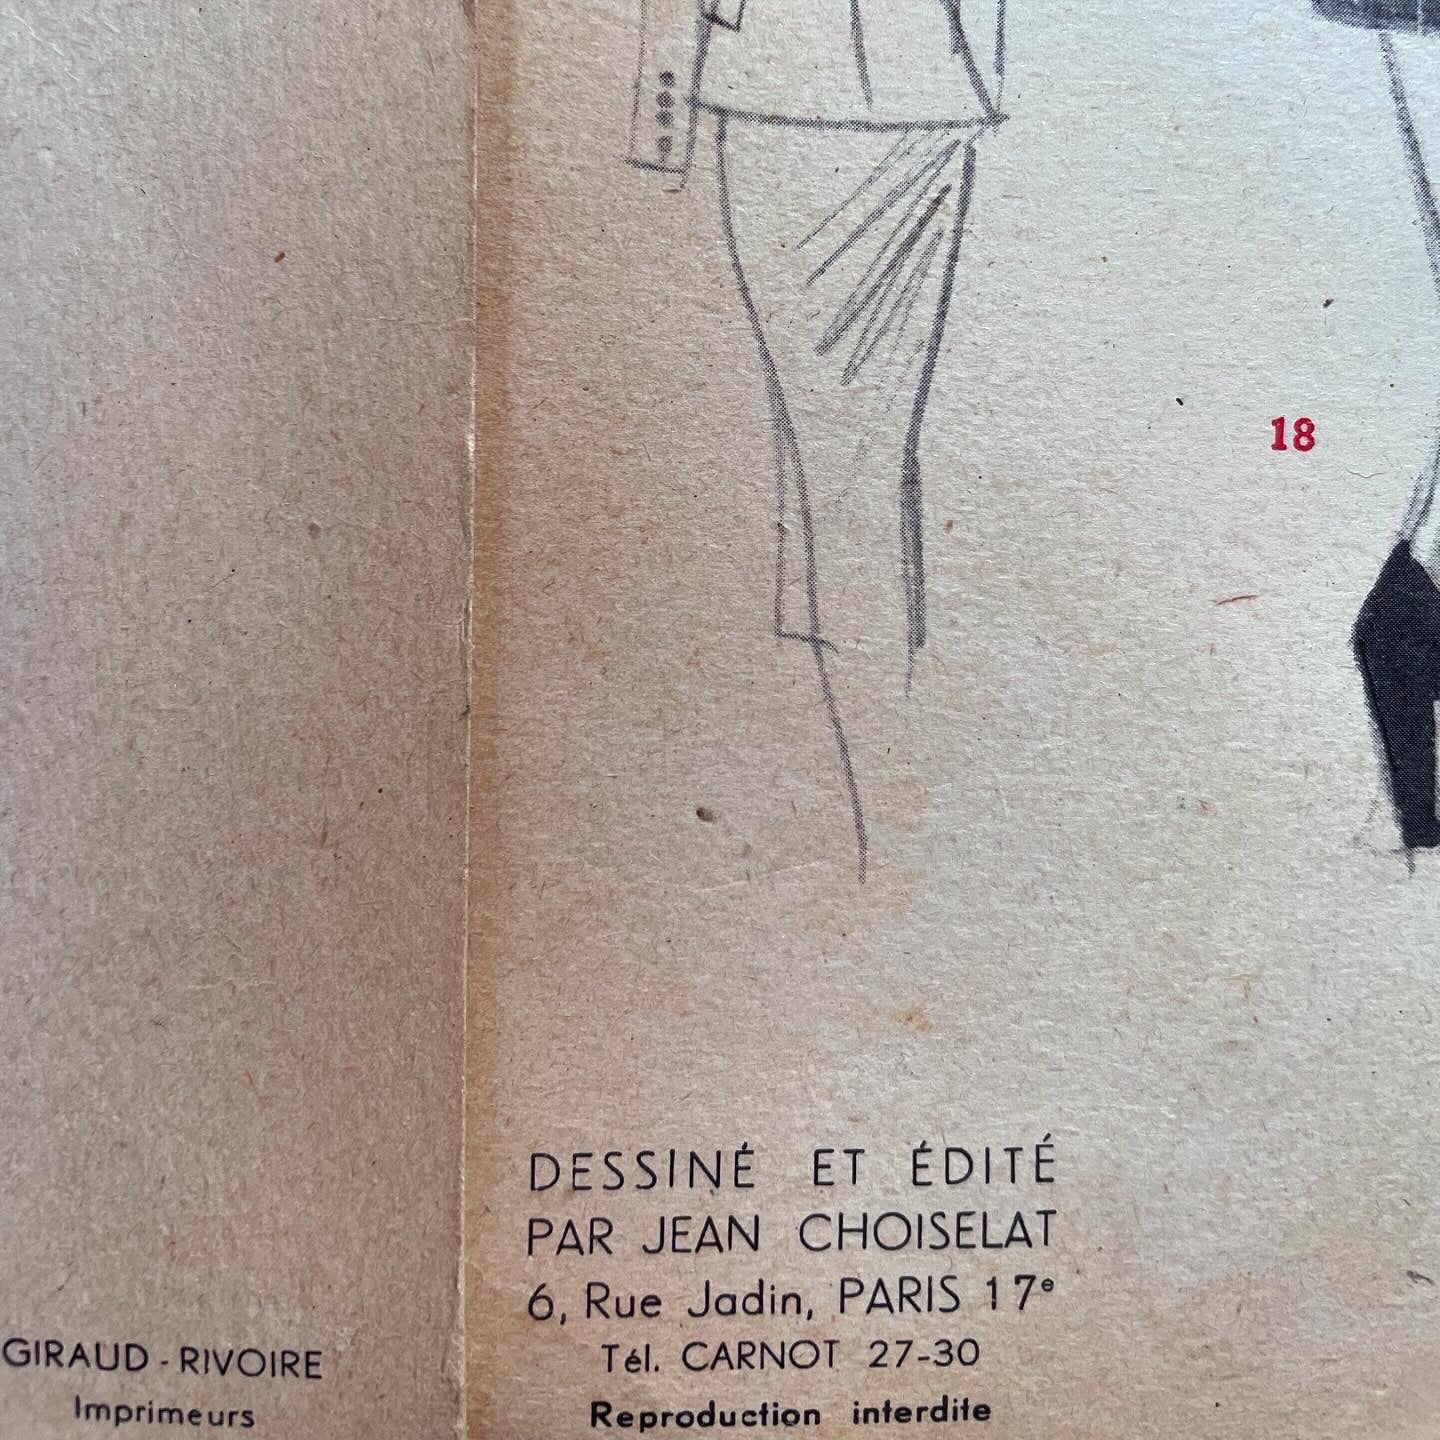 18
DESSINÉ ET ÉDITÉ
PAR JEAN CHOISELAT
6, Rue Jadin, PARIS 17e
Tél. CARNOT 27-30
Reproduction interdite
GIRAUD - RIVOIRE
Imprimeurs